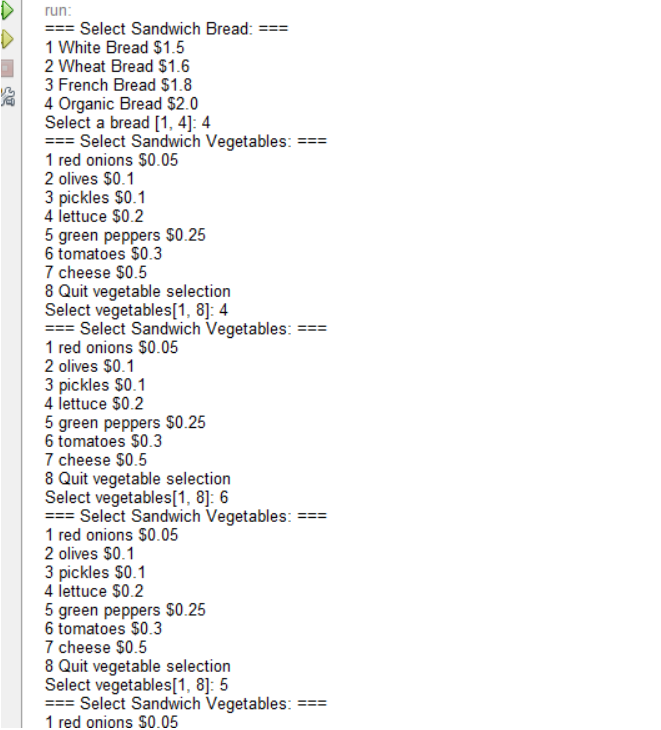 run:
=== Select Sandwich Bread: ===
1 White Bread $1.5
2 Wheat Bread $1.6
3 French Bread $1.8
4 Organic Bread $2.0
Select a bread [1, 4]: 4
=== Select Sandwich Vegetables: ===
1 red onions $0.05
2 olives $0.1
3 pickles $0.1
4 lettuce $0.2
5 green peppers $0.25
6 tomatoes $0.3
7 cheese $0.5
8 Quit vegetable selection
Select vegetables[1, 8]: 4
=== Select Sandwich Vegetables: ===
1 red onions $0.05
2 olives $0.1
3 pickles $0.1
4 lettuce $0.2
5 green peppers $0.25
6 tomatoes $0.3
7 cheese $0.5
8 Quit vegetable selection
Select vegetables[1, 8]: 6
=== Select Sandwich Vegetables: ===
1 red onions $0.05
2 olives $0.1
3 pickles $0.1
4 lettuce $0.2
5 green peppers $0.25
6 tomatoes $0.3
7 cheese $0.5
8 Quit vegetable selection
Select vegetables[1, 8]: 5
=== Select Sandwich Vegetables: ===
1 red onions $0.05